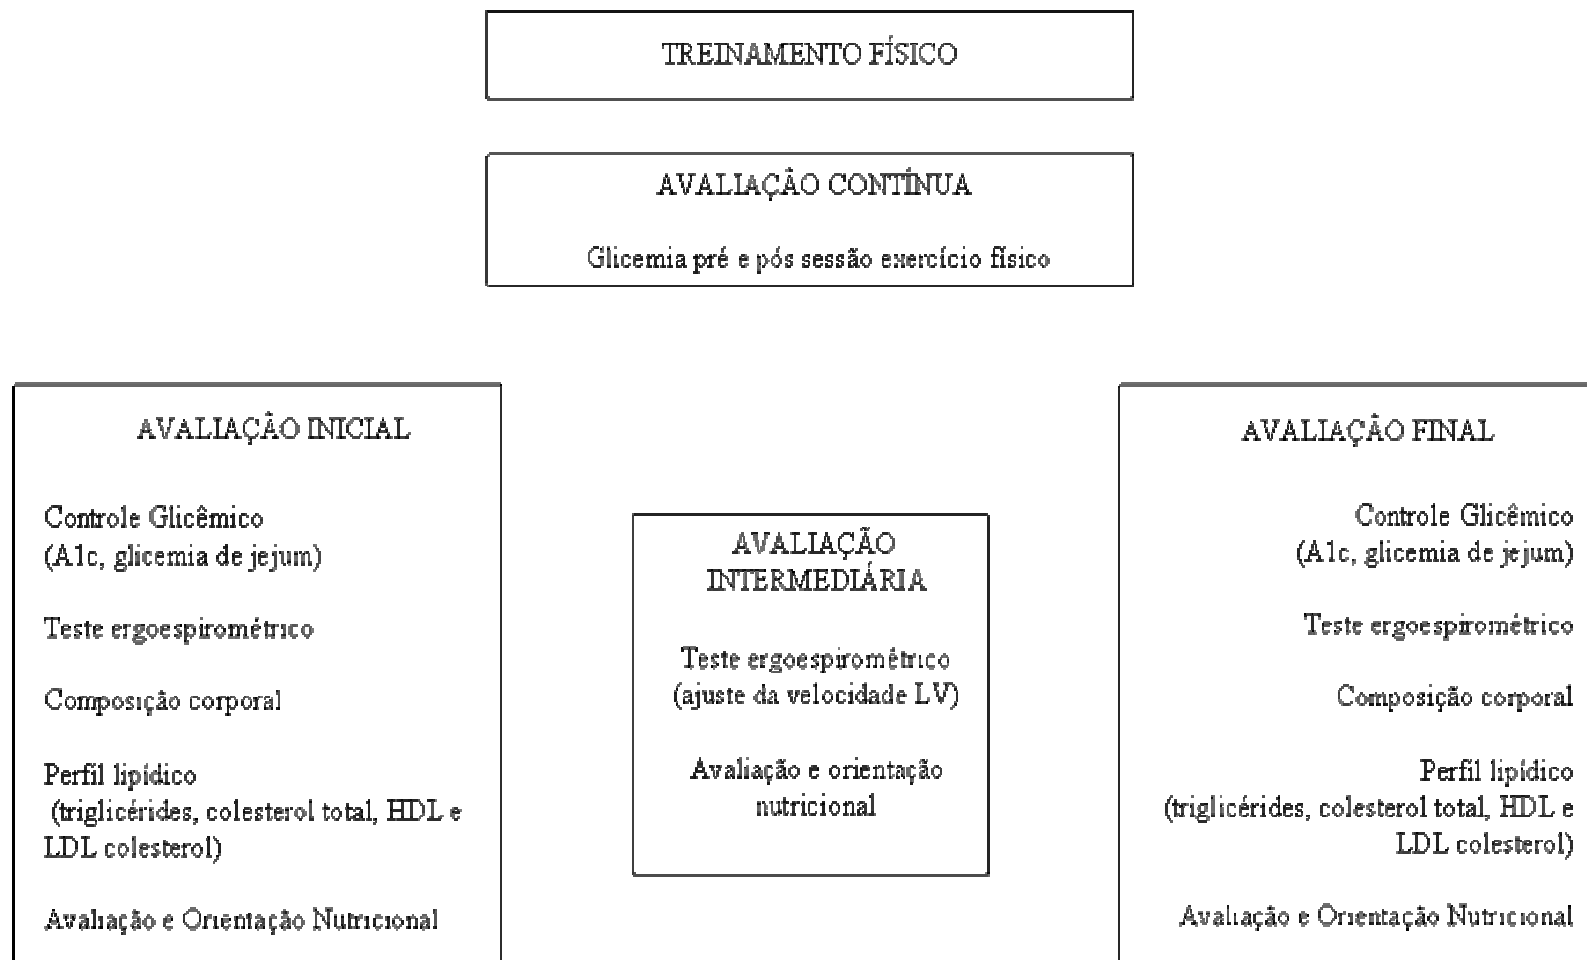 TREINAMENTO FÍSICO
AVALIAÇÃO CONTÍNUA
Glicemia pré e pós sessão exercício físico
AVALIAÇÃO INICIAL
Controle Glicêmico
(A1c, glicemia de jejum)
Teste ergoespirométrico
Composição corporal
Perfil lipídico
(triglicérides, colesterol total, HDL e
LDL colesterol)
Avaliação e Orientação Nutricional
AVALIAÇÃO
INTERMEDIÁRIA
Teste ergoespirométrico
(ajuste da velocidade LV)
Avaliação e orientação
nutricional
AVALIAÇÃO FINAL
Controle Glicêmico
(A1c, glicemia de jejum)
Teste ergoespirométrico
Composição corporal
Perfil lipídico
(triglicérides, colesterol total, HDL e
LDL colesterol)
Avaliação e Orientação Nutricional